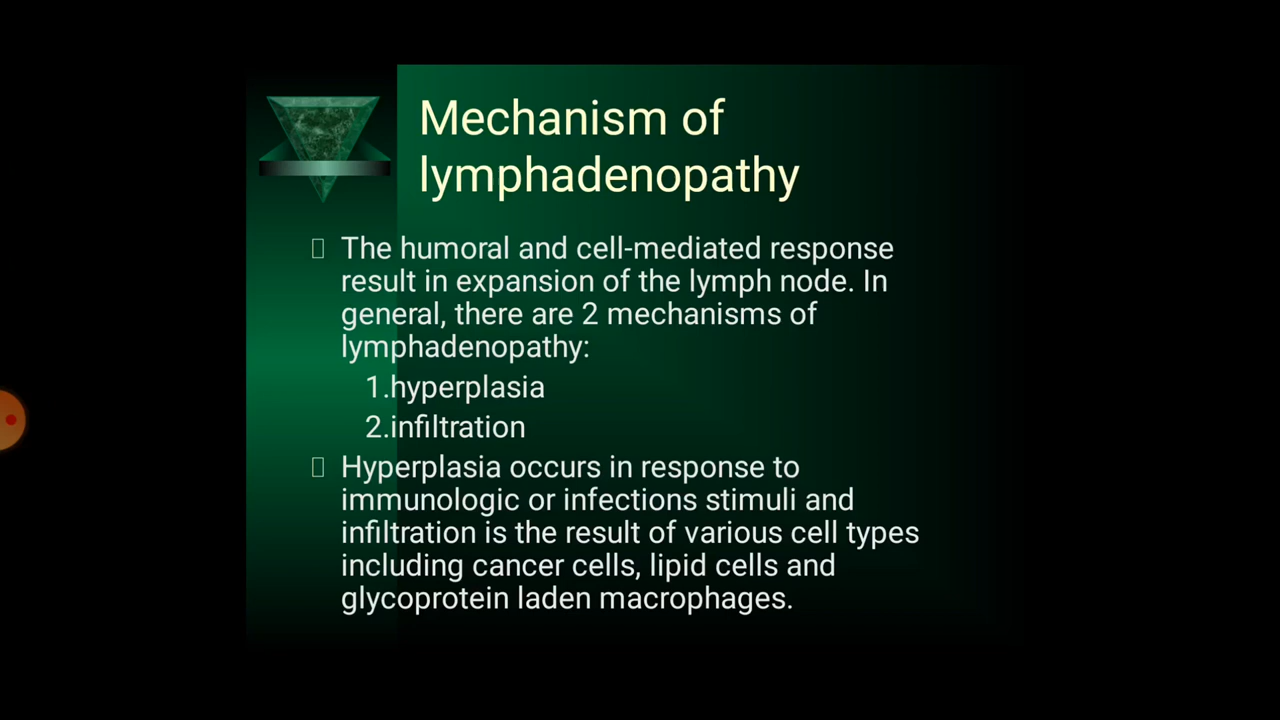 Mechanism of
lymphadenopathy
The humoral and cell-mediated response
result in expansion of the lymph node. In
general, there are 2 mechanisms of
lymphadenopathy:
1.hyperplasia
2.infiltration
Hyperplasia occurs in response to
immunologic or infections stimuli and
infiltration is the result of various cell types
including cancer cells, lipid cells and
glycoprotein laden macrophages.